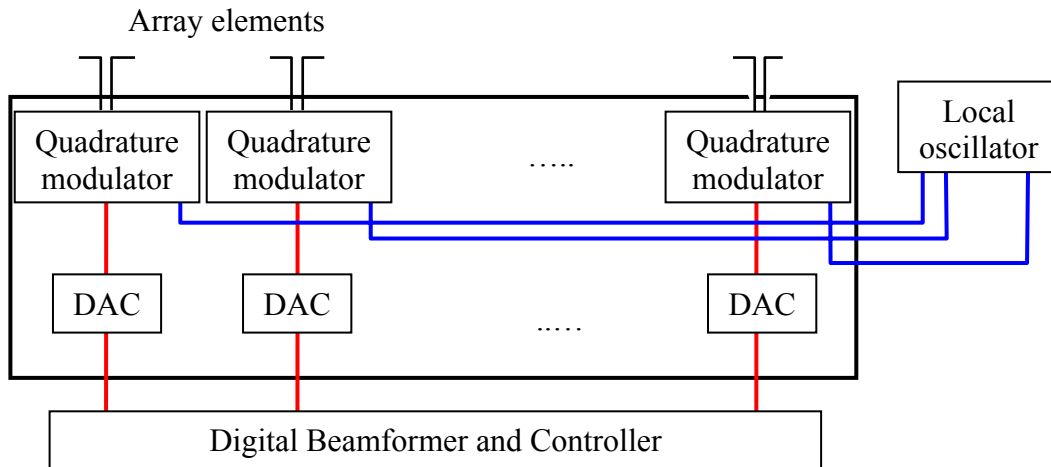 Array elements
Quadrature
modulator
Quadrature
modulator
…..
Quadrature
modulator
Local
oscillator
DAC
DAC
..…
DAC
Digital Beamformer and Controller